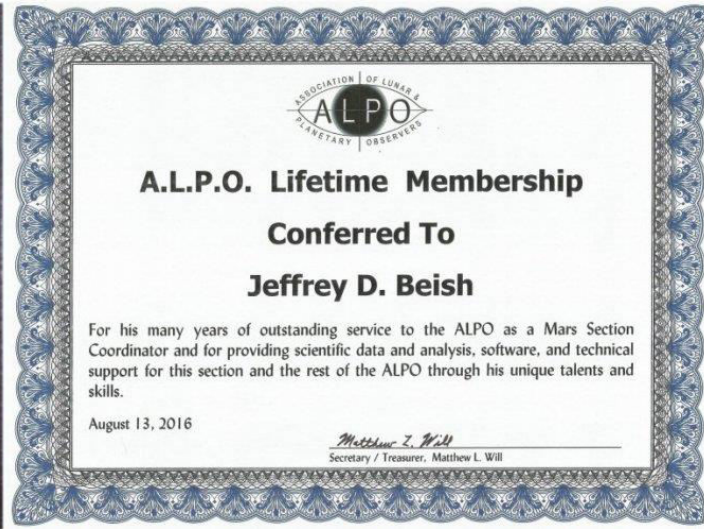 ASSOCIATION OF LUNAR &
ALPO
PLANETARY OBSERVERS
A.L.P.O. Lifetime Membership
Conferred To
Jeffrey D. Beish
For his many years of outstanding service to the ALPO as a Mars Section
Coordinator and for providing scientific data and analysis, software, and technical
support for this section and the rest of the ALPO through his unique talents and
skills.
August 13, 2016
Matthew L. Will
Secretary / Treasurer, Matthew L. Will